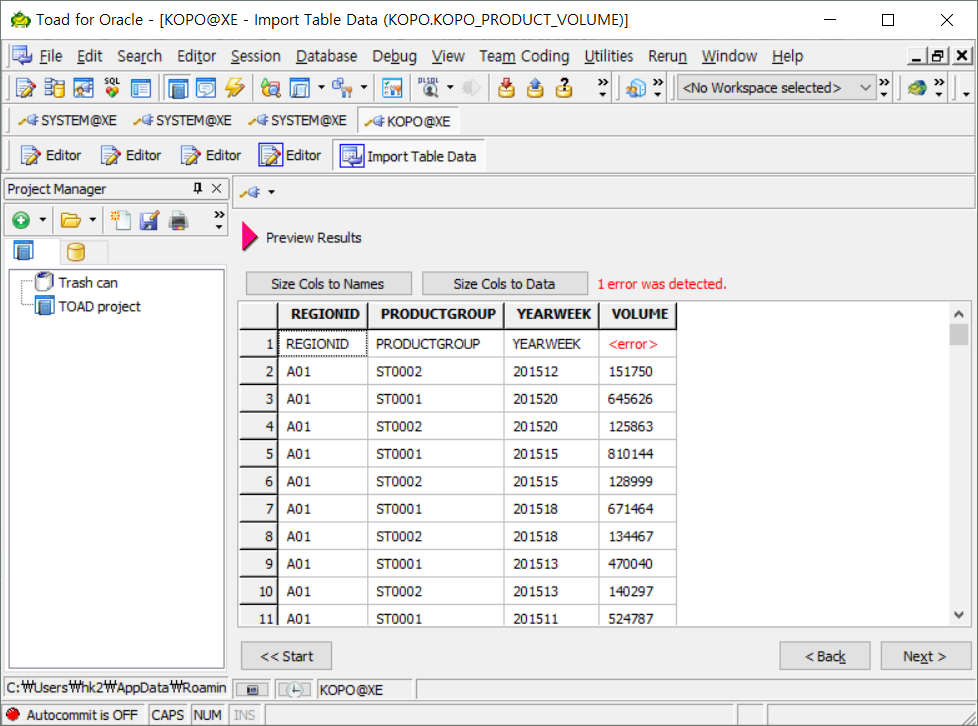 Toad for Oracle - [KOPO@XE - Import Table Data (KOPO.KOPO_PRODUCT_VOLUME)]
File Edit Search Editor Session Database Debug View Team Coding Utilities Rerun Window Help
SQL PLSQL <No Workspace selected>
SYSTEM@XE SYSTEM@XE SYSTEM@XE KOPO@XE
Editor Editor Editor Editor Import Table Data
Project Manager
Preview Results
Trash can
TOAD project
Size Cols to Names Size Cols to Data 1 error was detected.
REGIONID PRODUCTGROUP YEARWEEK VOLUME
1 REGIONID PRODUCTGROUP YEARWEEK <error>
2 A01 ST0002 201512 151750
3 A01 ST0001 201520 645626
4 A01 ST0002 201520 125863
5 A01 ST0001 201515 810144
6 A01 ST0002 201515 128999
7 A01 ST0001 201518 671464
8 A01 ST0002 201518 134467
9 A01 ST0001 201513 470040
10 A01 ST0002 201513 140297
11 A01 ST0001 201511 524787
<< Start < Back Next >
C:₩Users₩hk2₩AppData₩Roamin KOPO@XE
Autocommit is OFF CAPS NUM INS